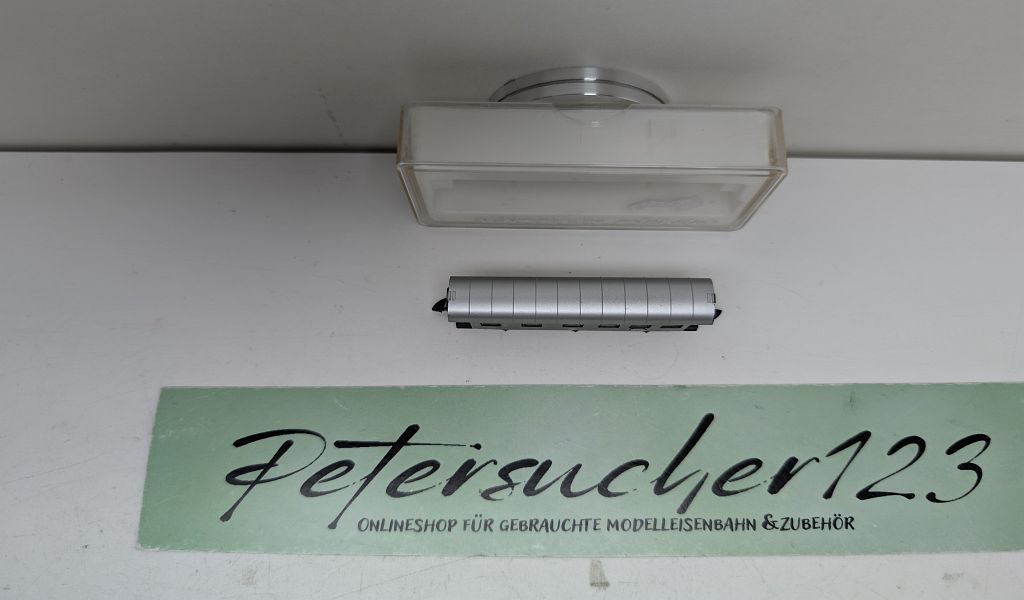 Petersucher123
ONLINESHOP FÜR GEBRAUCHTE MODELLEISENBAHN & ZUBEHÖR